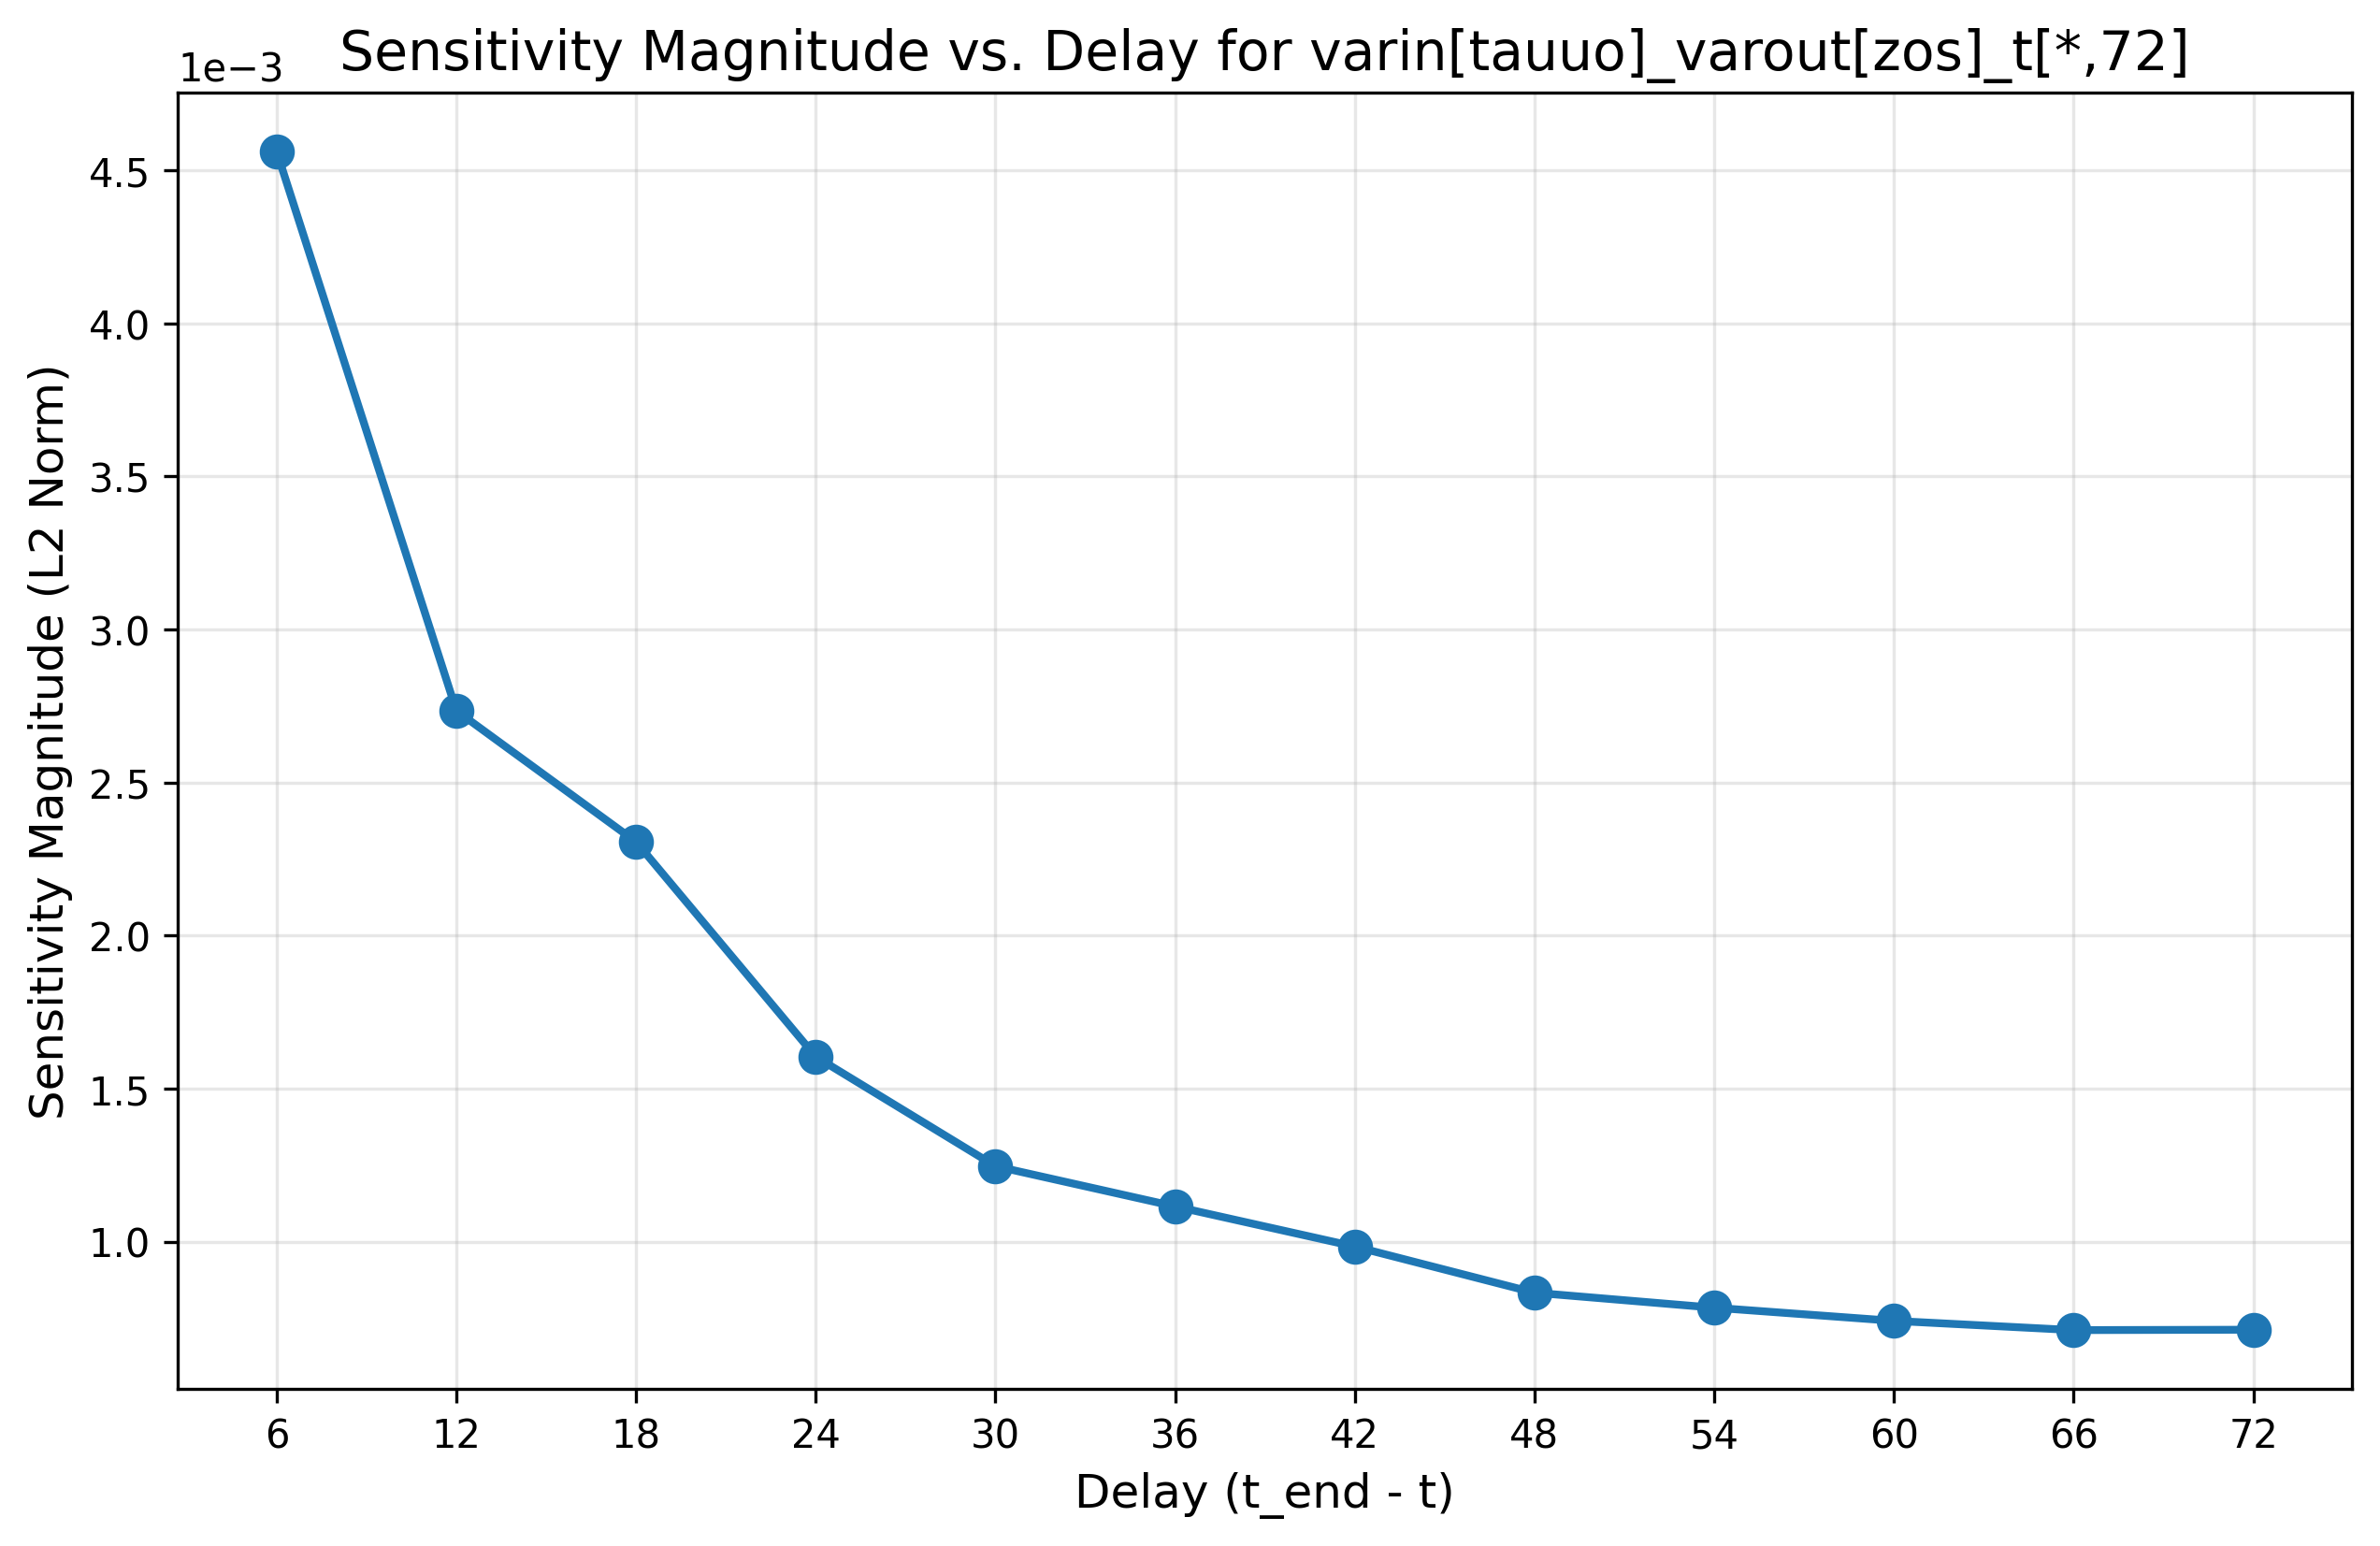 Sensitivity Magnitude vs. Delay for varin[tauuo]_varout[zos]_t[*,72]
1e−3
4.5
4.0
3.5
3.0
2.5
2.0
1.5
1.0
Sensitivity Magnitude (L2 Norm)
6 12 18 24 30 36 42 48 54 60 66 72
Delay (t_end - t)